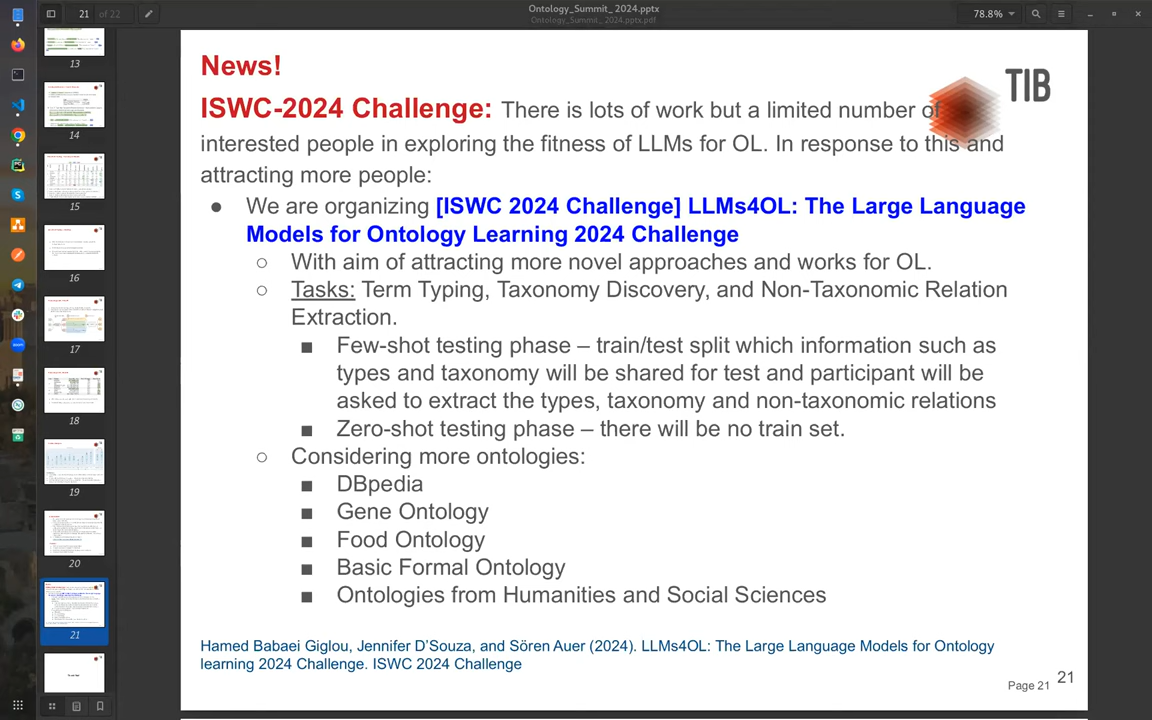 21 of 22
Ontology_Summit_ 2024.pptx
Ontology_Summit_ 2024.pptx.pdf
78.8%
13
14
15
16
17
18
19
20
21
News!
TIB
ISWC-2024 Challenge: There is lots of work but a limited number of
interested people in exploring the fitness of LLMs for OL. In response to this and
attracting more people:
● We are organizing [ISWC 2024 Challenge] LLMs4OL: The Large Language
Models for Ontology Learning 2024 Challenge
○ With aim of attracting more novel approaches and works for OL.
○ Tasks: Term Typing, Taxonomy Discovery, and Non-Taxonomic Relation
Extraction.
■ Few-shot testing phase – train/test split which information such as
types and taxonomy will be shared for test and participant will be
asked to extract the types, taxonomy and non-taxonomic relations
■ Zero-shot testing phase – there will be no train set.
○ Considering more ontologies:
■ DBpedia
■ Gene Ontology
■ Food Ontology
■ Basic Formal Ontology
■ Ontologies from Humanities and Social Sciences
Hamed Babaei Giglou, Jennifer D'Souza, and Sören Auer (2024). LLMs4OL: The Large Language Models for Ontology
learning 2024 Challenge. ISWC 2024 Challenge
Page 21
21